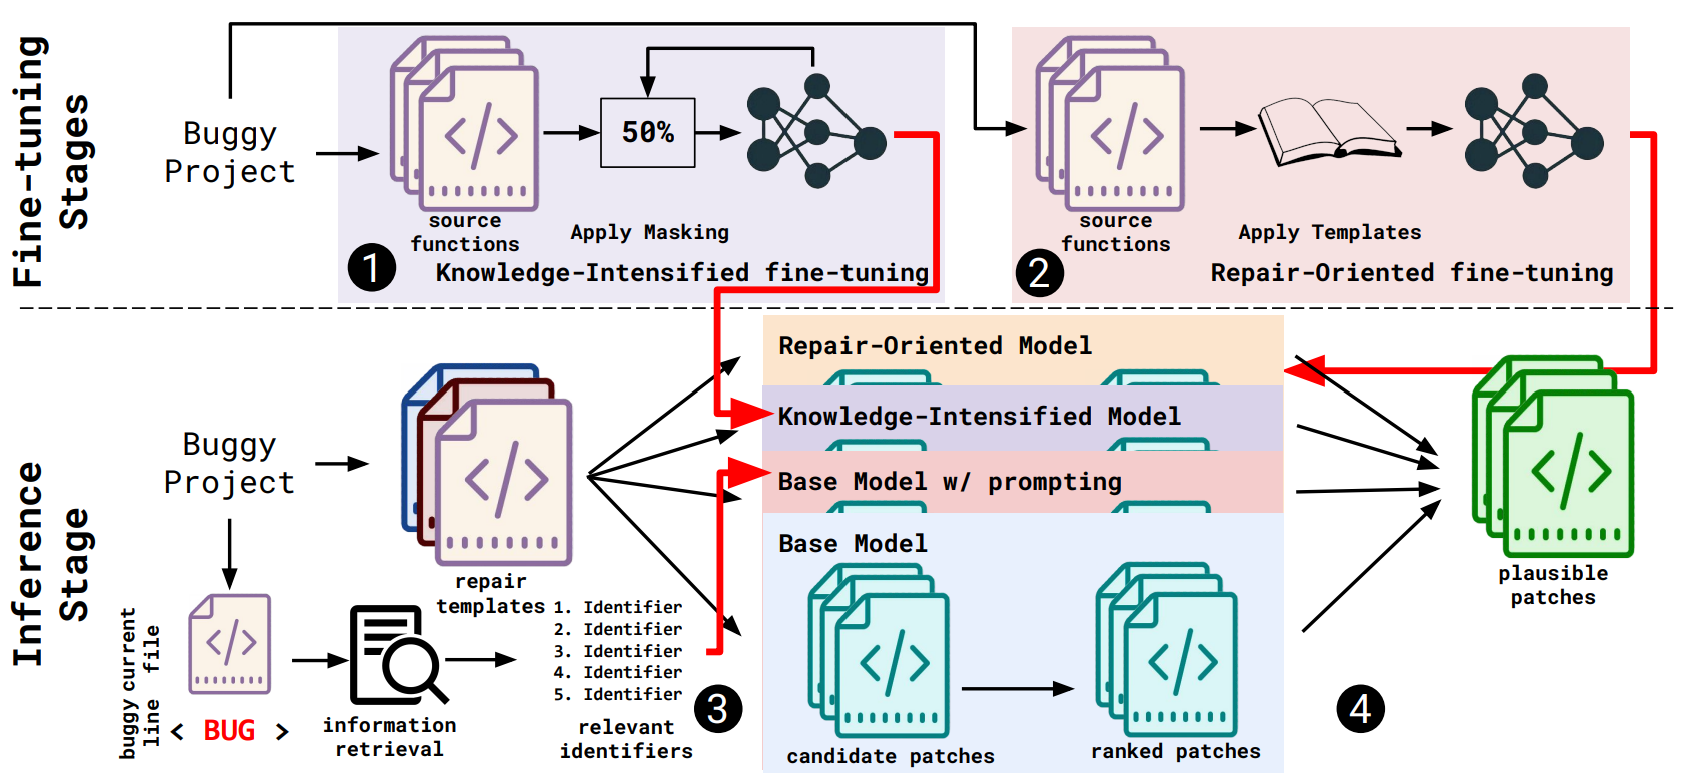 Fine-tuning
Stages
Buggy
Project
50%
source
functions
Apply Masking
1
Knowledge-Intensified fine-tuning
source
functions
Apply Templates
2
Repair-Oriented fine-tuning
Inference
Stage
Buggy
Project
repair
templates
buggy current
line file
< BUG >
</>
</>
</>
</>
</>
</>
</>
information
retrieval
1. Identifier
2. Identifier
3. Identifier
4. Identifier
5. Identifier
relevant
identifiers
3
Repair-Oriented Model
Knowledge-Intensified Model
Base Model w/ prompting
Base Model
candidate patches
ranked patches
4
plausible
patches